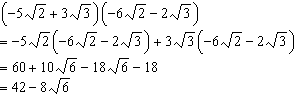 (-5√2 + 3√3)(-6√2 - 2√3)
= -5√2(-6√2 - 2√3) + 3√3(-6√2 - 2√3)
= 60 + 10√6 - 18√6 - 18
= 42 - 8√6